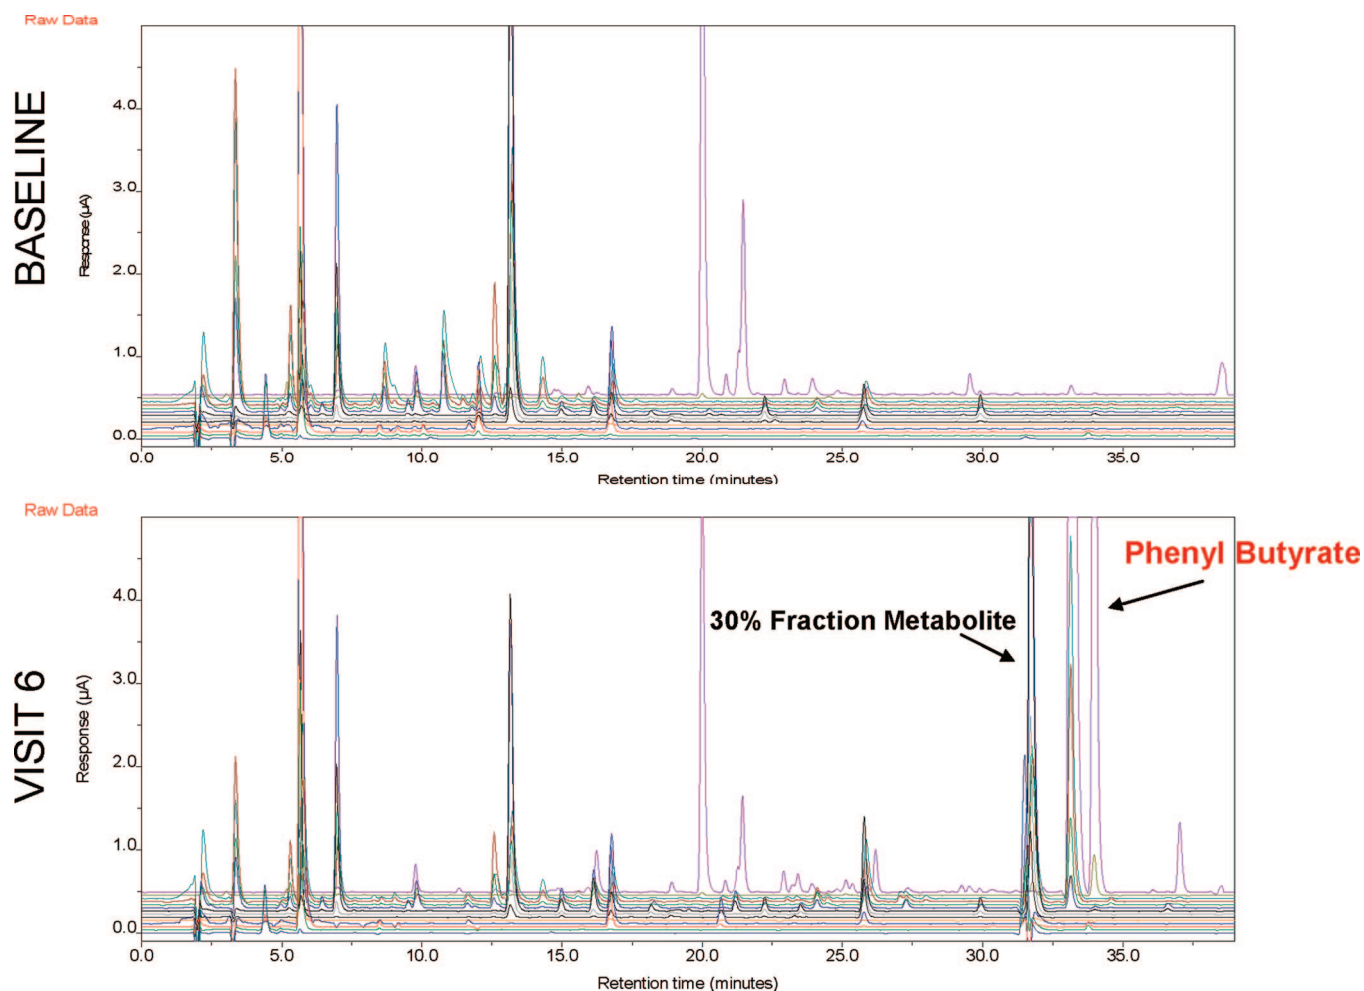 Raw Data
BASELINE
Response (µA)
4.0
3.0
2.0
1.0
0.0
0.0 5.0 10.0 15.0 20.0 25.0 30.0 35.0
Retention time (minutes)
Raw Data
VISIT 6
Response (µA)
4.0
3.0
2.0
1.0
0.0
Phenyl Butyrate
30% Fraction Metabolite
0.0 5.0 10.0 15.0 20.0 25.0 30.0 35.0
Retention time (minutes)